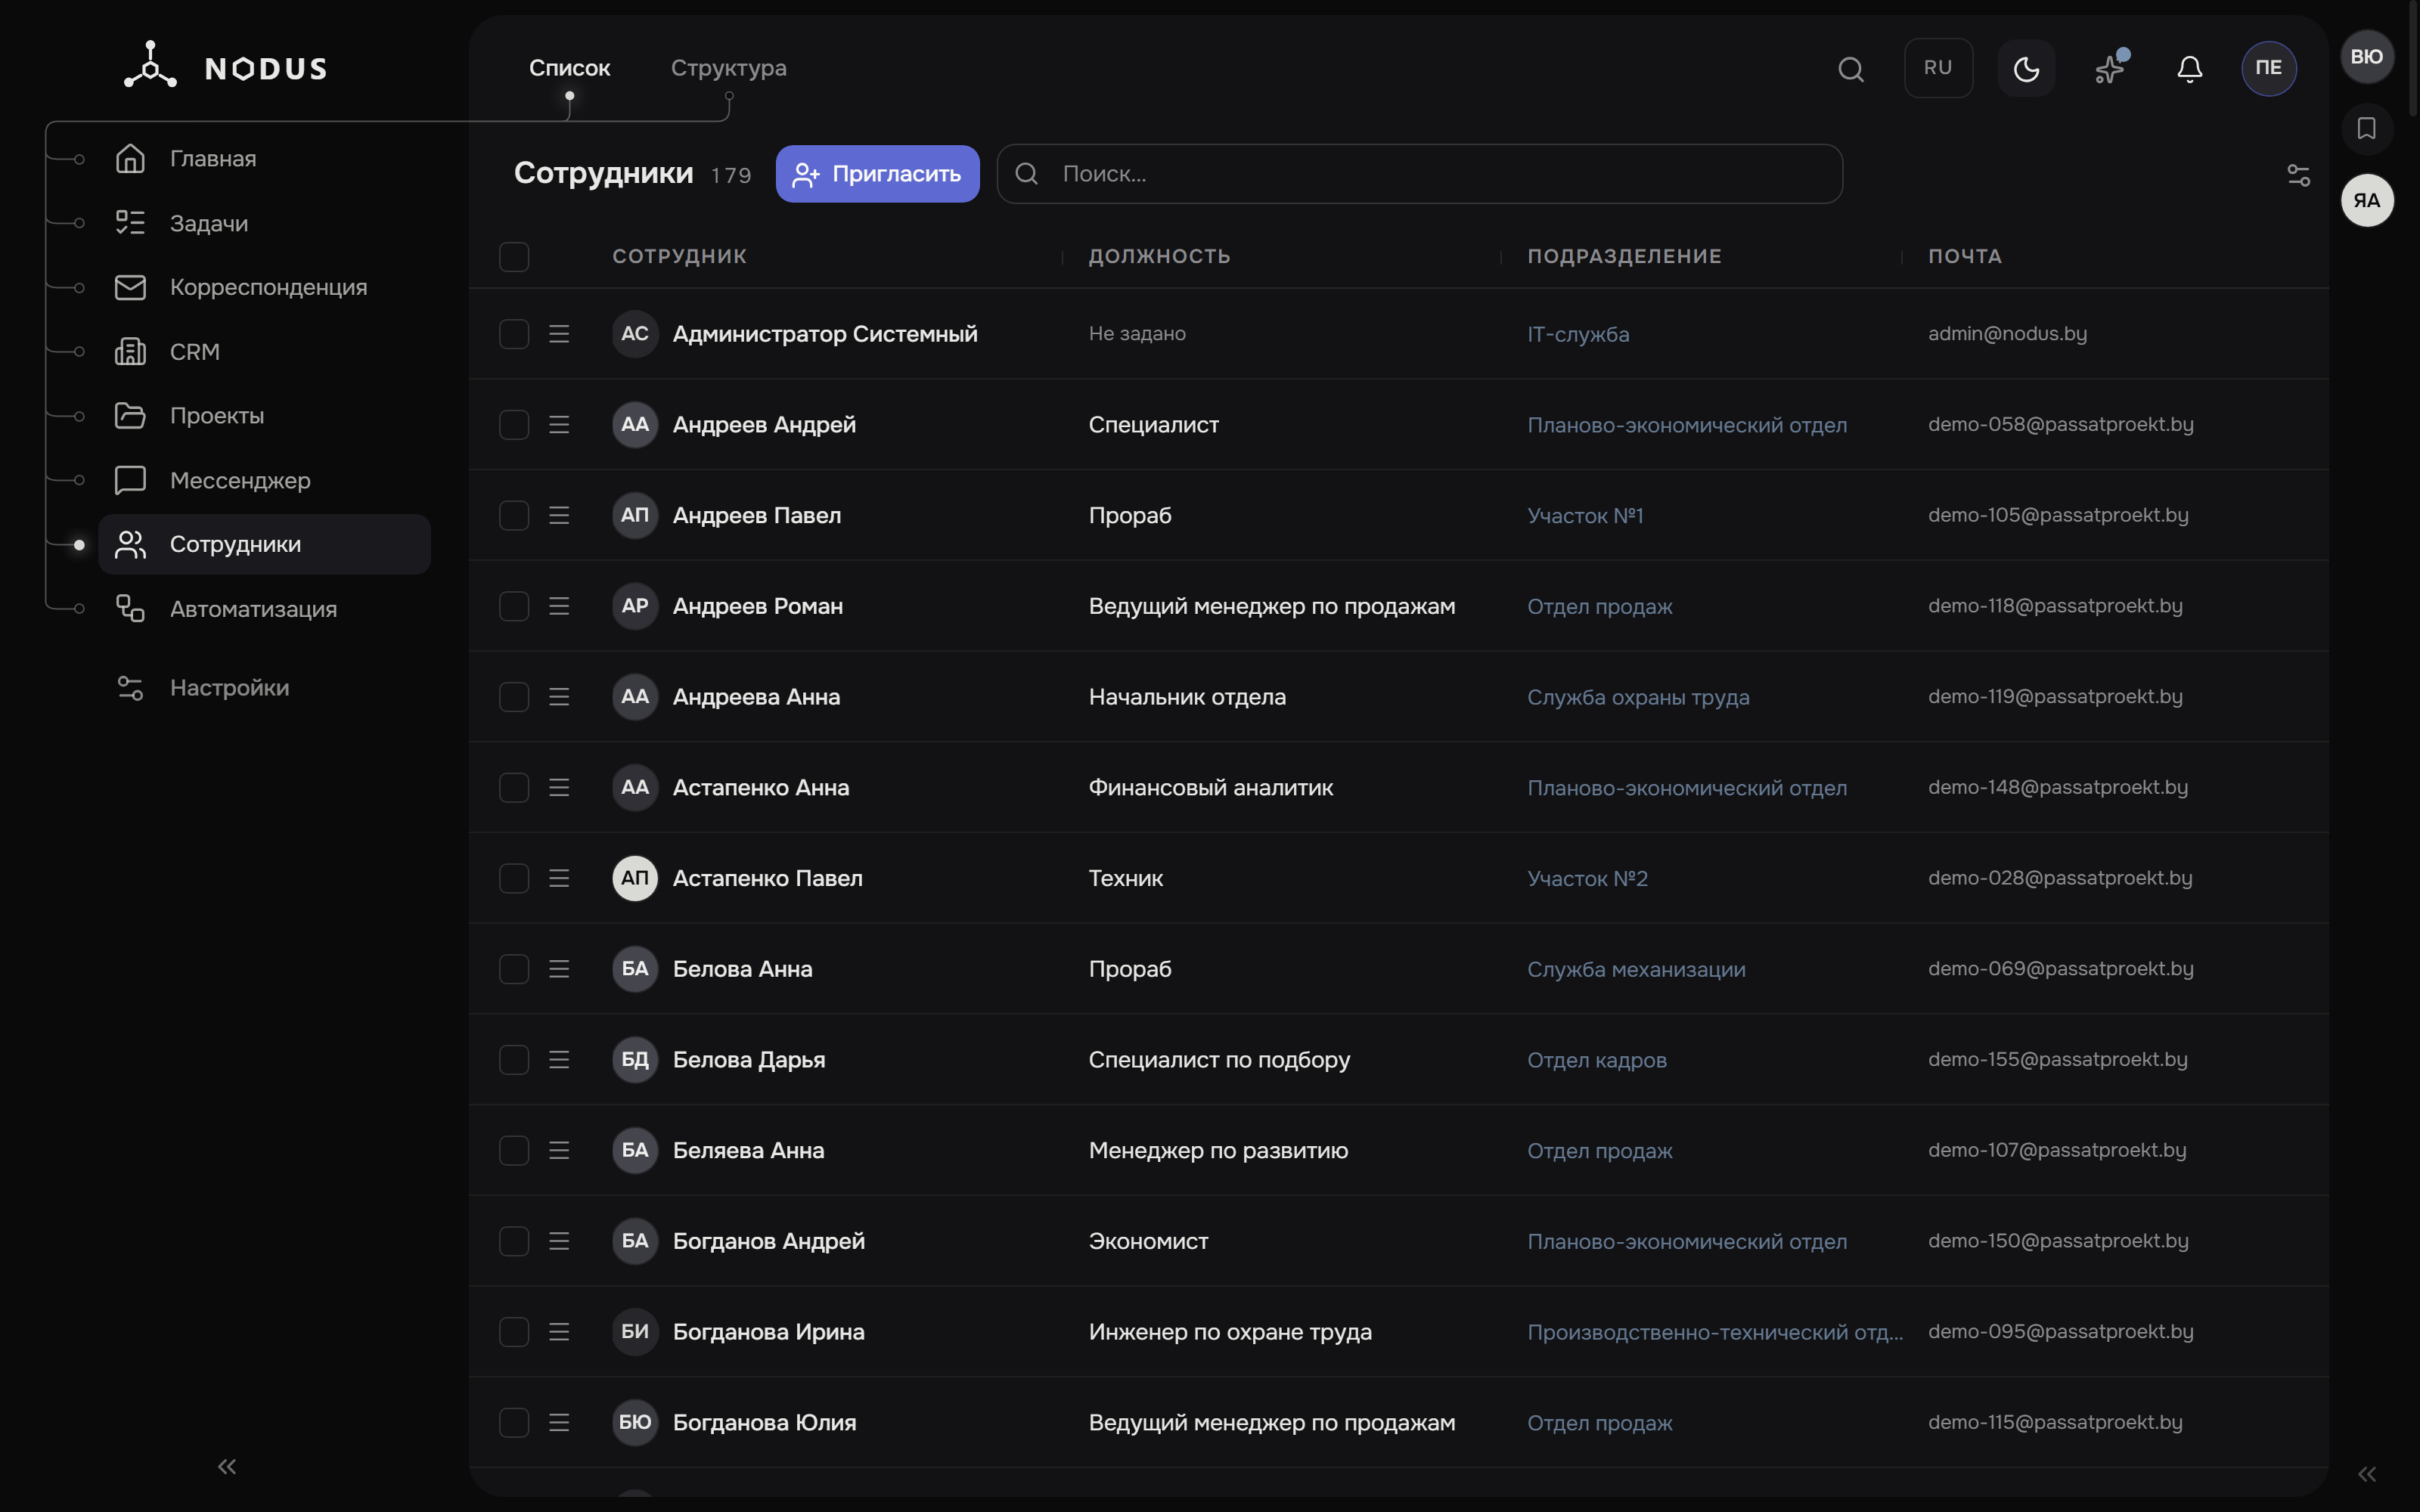 NODUS
Список
Структура
RU
ПЕ
ВЮ
ЯА
Главная
Задачи
Корреспонденция
CRM
Проекты
Мессенджер
Сотрудники
Автоматизация
Настройки
Сотрудники 179
Пригласить
Поиск...
СОТРУДНИК ДОЛЖНОСТЬ ПОДРАЗДЕЛЕНИЕ ПОЧТА
АС Администратор Системный Не задано IT-служба admin@nodus.by
АА Андреев Андрей Специалист Планово-экономический отдел demo-058@passatproekt.by
АП Андреев Павел Прораб Участок №1 demo-105@passatproekt.by
АР Андреев Роман Ведущий менеджер по продажам Отдел продаж demo-118@passatproekt.by
АА Андреева Анна Начальник отдела Служба охраны труда demo-119@passatproekt.by
АА Астапенко Анна Финансовый аналитик Планово-экономический отдел demo-148@passatproekt.by
АП Астапенко Павел Техник Участок №2 demo-028@passatproekt.by
БА Белова Анна Прораб Служба механизации demo-069@passatproekt.by
БД Белова Дарья Специалист по подбору Отдел кадров demo-155@passatproekt.by
БА Беляева Анна Менеджер по развитию Отдел продаж demo-107@passatproekt.by
БА Богданов Андрей Экономист Планово-экономический отдел demo-150@passatproekt.by
БИ Богданова Ирина Инженер по охране труда Производственно-технический отд... demo-095@passatproekt.by
БЮ Богданова Юлия Ведущий менеджер по продажам Отдел продаж demo-115@passatproekt.by